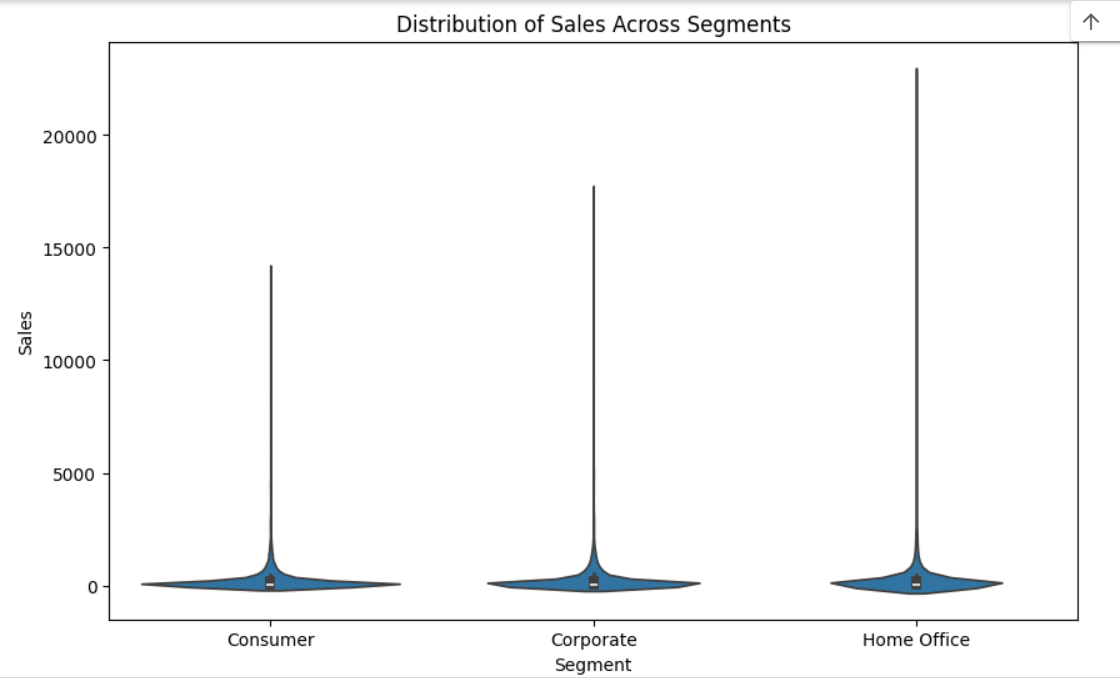 Distribution of Sales Across Segments
20000
15000
10000
5000
0
Sales
Consumer
Corporate
Home Office
Segment